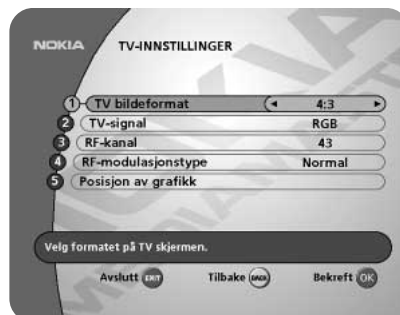 NOKIA TV-INNSTILLINGER
1 TV bildeformat 4:3
2 TV-signal RGB
3 RF-kanal 43
4 RF-modulasjonstype Normal
5 Posisjon av grafikk
Velg formatet på TV skjermen.
Avslutt EXIT Tilbake BACK Bekreft OK